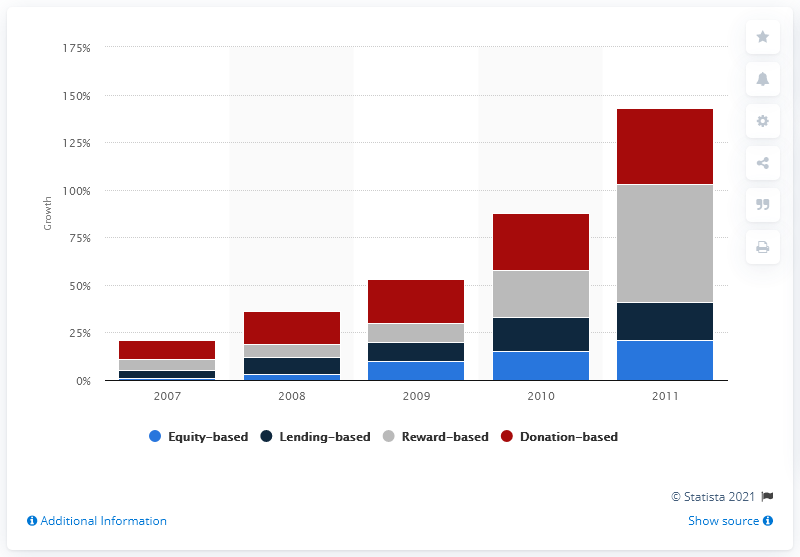 175%
150%
125%
100%
75%
50%
25%
0%
Growth
2007 2008 2009 2010 2011
Equity-based Lending-based Reward-based Donation-based
© Statista 2021
Additional Information Show source